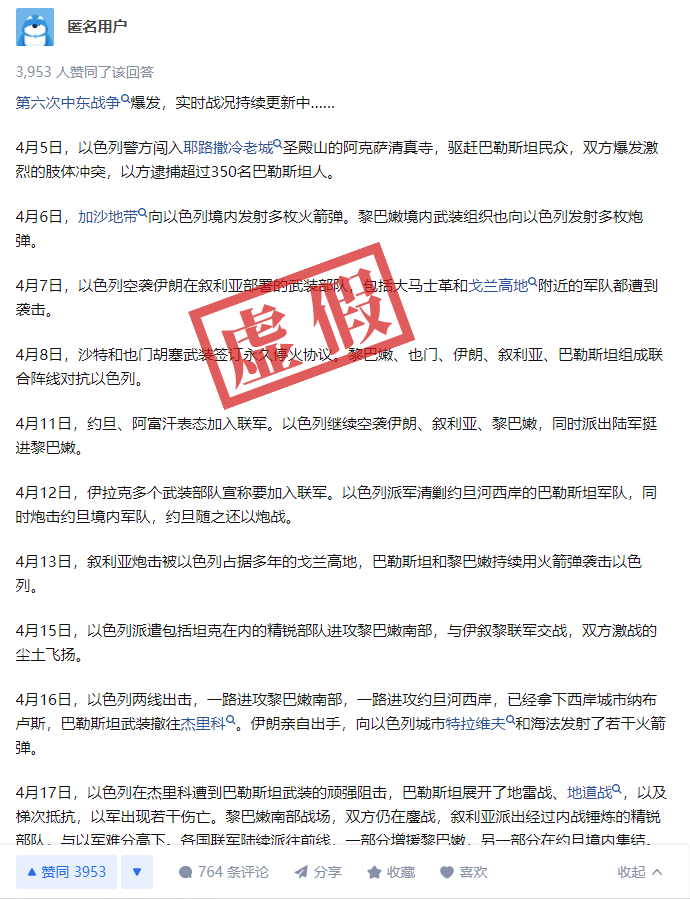 匿名用户
3,953 人赞同了该回答
第六次中东战争爆发，实时战况持续更新中......
4月5日，以色列警方闯入耶路撒冷老城圣殿山的阿克萨清真寺，驱赶巴勒斯坦民众，双方爆发激
烈的肢体冲突，以方逮捕超过350名巴勒斯坦人。
4月6日，加沙地带向以色列境内发射多枚火箭弹。黎巴嫩境内武装组织也向以色列发射多枚炮
弹。
4月7日，以色列空袭伊朗在叙利亚部署的武装部队，包括大马士革和戈兰高地附近的军队都遭到
袭击。
虚假
4月8日，沙特和也门胡塞武装签订永久停火协议。黎巴嫩、也门、伊朗、叙利亚、巴勒斯坦组成联
合阵线对抗以色列。
4月11日，约旦、阿富汗表态加入联军。以色列继续空袭伊朗、叙利亚、黎巴嫩，同时派出陆军挺
进黎巴嫩。
4月12日，伊拉克多个武装部队宣称要加入联军。以色列派军清剿约旦河西岸的巴勒斯坦军队，同
时炮击约旦境内军队，约旦随之还以炮战。
4月13日，叙利亚炮击被以色列占据多年的戈兰高地，巴勒斯坦和黎巴嫩持续用火箭弹袭击以色
列。
4月15日，以色列派遣包括坦克在内的精锐部队进攻黎巴嫩南部，与伊叙黎联军交战，双方激战的
尘土飞扬。
4月16日，以色列两线出击，一路进攻黎巴嫩南部，一路进攻约旦河西岸，已经拿下西岸城市纳布
卢斯，巴勒斯坦武装撤往杰里科。伊朗亲自出手，向以色列城市特拉维夫和海法发射了若干火箭
弹。
4月17日，以色列在杰里科遭到巴勒斯坦武装的顽强阻击，巴勒斯坦展开了地雷战、地道战，以及
梯次抵抗，以军出现若干伤亡。黎巴嫩南部战场，双方仍在鏖战，叙利亚派出经过内战锤炼的精锐
部队，与以军难分高下。各国联军陆续派往前线，一部分增援黎巴嫩，另一部分在约旦境内集结。
赞同 3953 764 条评论 分享 收藏 喜欢 收起